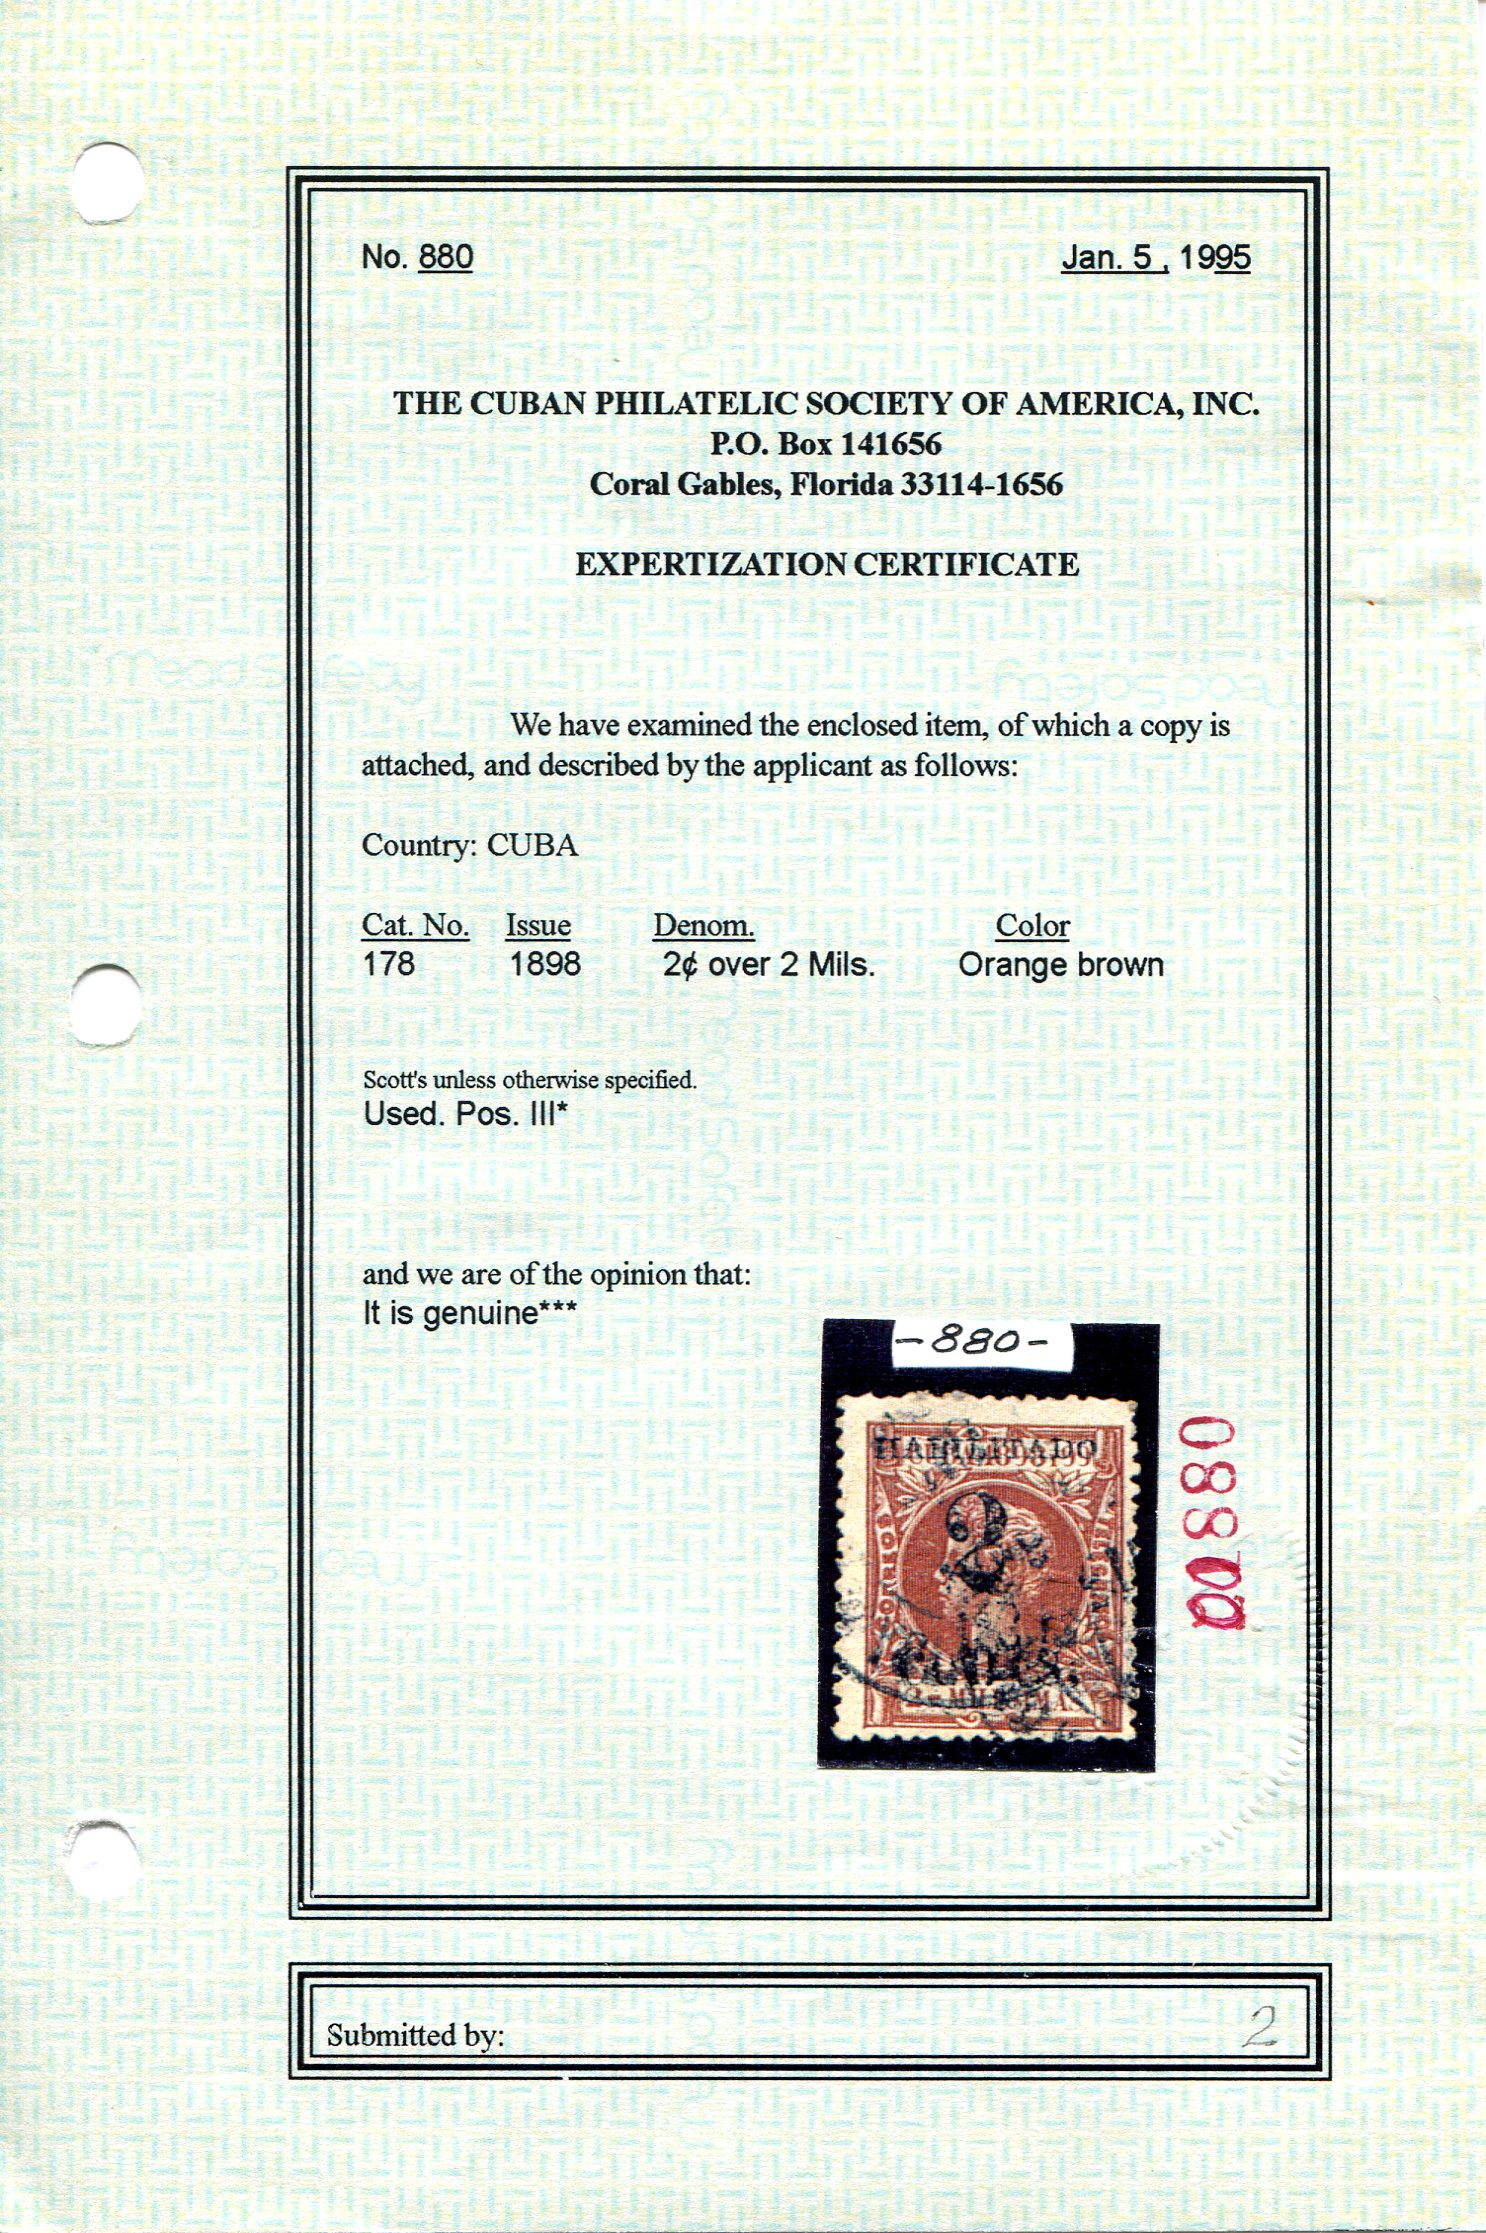 No. 880
Jan. 5 , 1995
THE CUBAN PHILATELIC SOCIETY OF AMERICA, INC.
P.O. Box 141656
Coral Gables, Florida 33114-1656
EXPERTIZATION CERTIFICATE
We have examined the enclosed item, of which a copy is
attached, and described by the applicant as follows:
Country: CUBA
Cat. No. Issue Denom. Color
178 1898 2¢ over 2 Mils. Orange brown
Scott's unless otherwise specified.
Used. Pos. III*
and we are of the opinion that:
It is genuine***
-880-
HABILITADO
2
CORREOS
880
Submitted by:
2